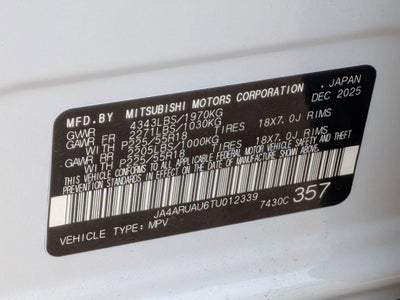 MFD.BY MITSUBISHI MOTORS CORPORATION , JAPAN
GVWR 4343LBS/1970KG DEC 2025
GAWR FR 2271LBS/1030KG
WITH P225/55R18 TIRES 18X7.0J RIMS
GAWR RR 2205LBS/1000KG
WITH P225/55R18 TIRES 18X7.0J RIMS
THIS VEHICLE CONFORMS TO ALL APPLICABLE FEDERAL MOTOR VEHICLE SAFETY, BUMPER AND THEFT
PREVENTION STANDARDS IN EFFECT ON THE DATE OF MANUFACTURE SHOWN ABOVE.
JA4ARUAU6TU012339 7430C 357
VEHICLE TYPE: MPV